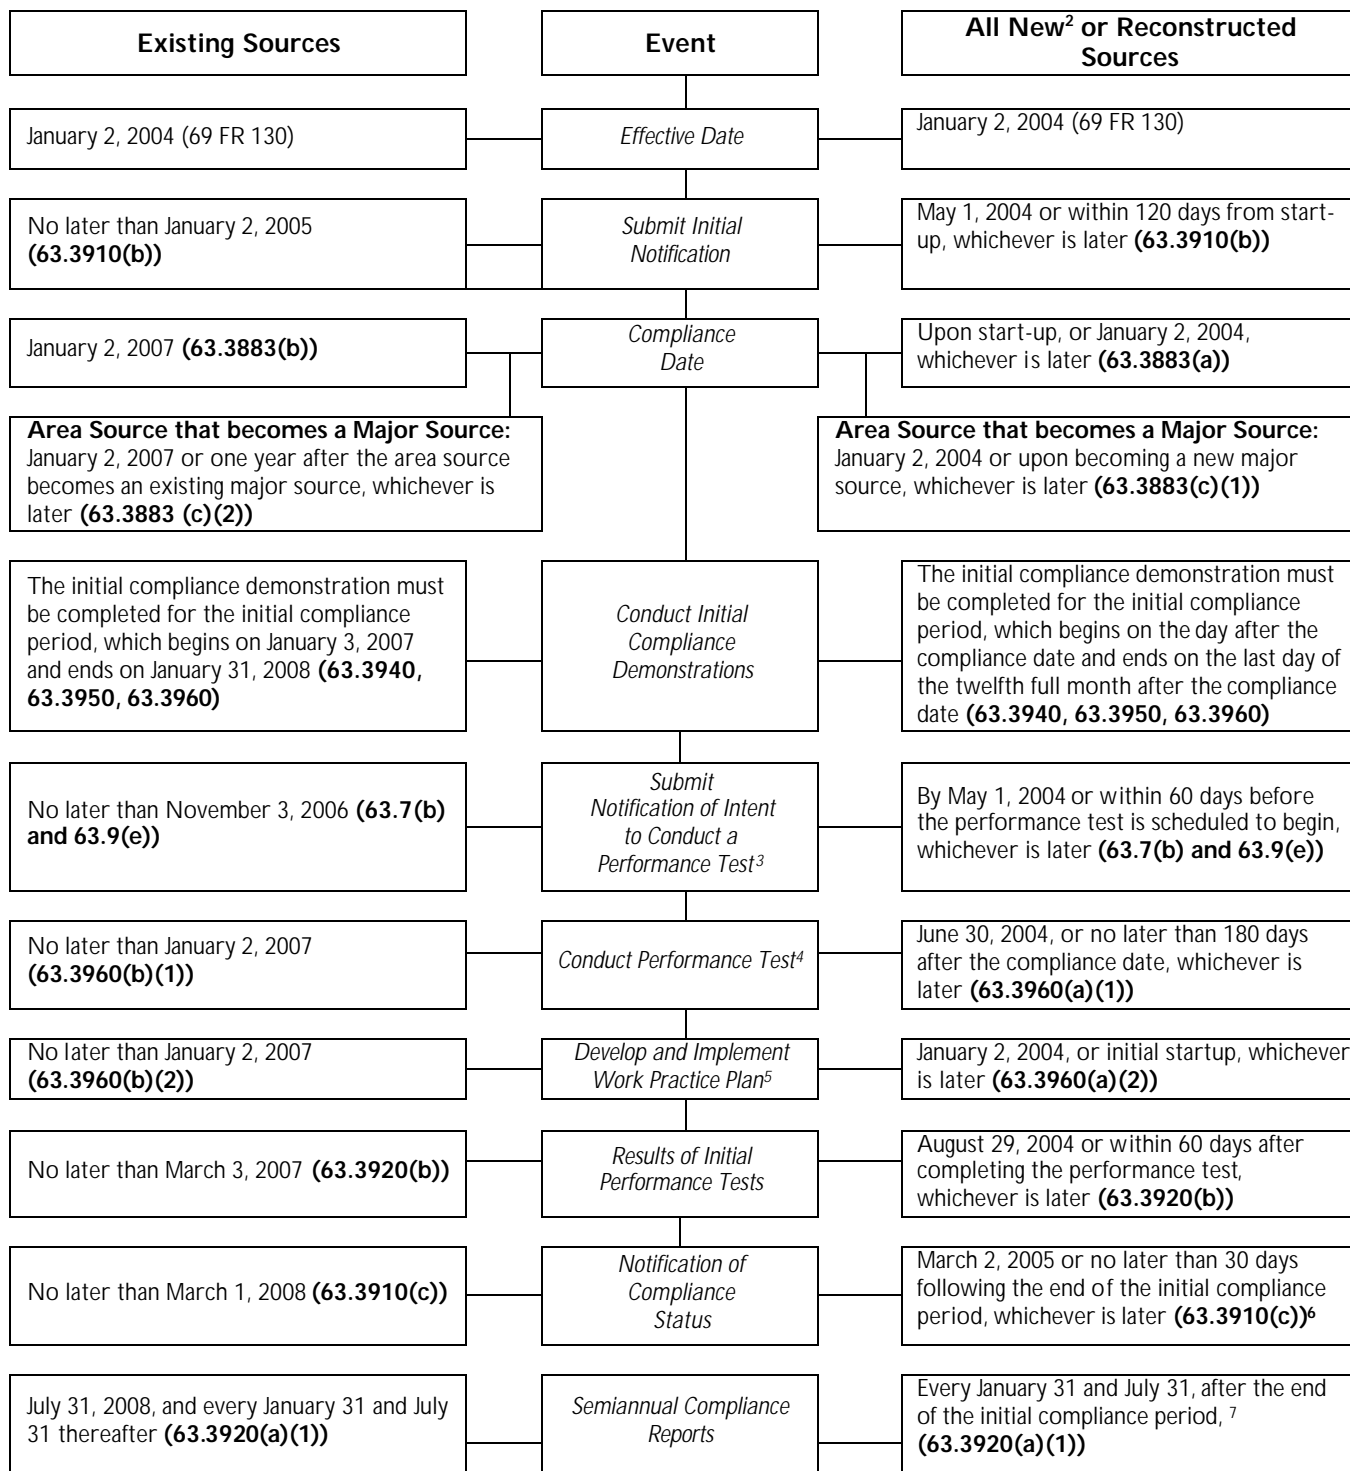 Existing Sources
Event
All New² or Reconstructed
Sources
January 2, 2004 (69 FR 130)
Effective Date
January 2, 2004 (69 FR 130)
No later than January 2, 2005
(63.3910(b))
Submit Initial
Notification
May 1, 2004 or within 120 days from start-
up, whichever is later (63.3910(b))
January 2, 2007 (63.3883(b))
Compliance
Date
Upon start-up, or January 2, 2004,
whichever is later (63.3883(a))
Area Source that becomes a Major Source:
January 2, 2007 or one year after the area source
becomes an existing major source, whichever is
later (63.3883 (c)(2))
Area Source that becomes a Major Source:
January 2, 2004 or upon becoming a new major
source, whichever is later (63.3883(c)(1))
The initial compliance demonstration must
be completed for the initial compliance
period, which begins on January 3, 2007
and ends on January 31, 2008 (63.3940,
63.3950, 63.3960)
Conduct Initial
Compliance
Demonstrations
The initial compliance demonstration must
be completed for the initial compliance
period, which begins on the day after the
compliance date and ends on the last day of
the twelfth full month after the compliance
date (63.3940, 63.3950, 63.3960)
No later than November 3, 2006 (63.7(b)
and 63.9(e))
Submit
Notification of Intent
to Conduct a
Performance Test³
By May 1, 2004 or within 60 days before
the performance test is scheduled to begin,
whichever is later (63.7(b) and 63.9(e))
No later than January 2, 2007
(63.3960(b)(1))
Conduct Performance Test⁴
June 30, 2004, or no later than 180 days
after the compliance date, whichever is
later (63.3960(a)(1))
No later than January 2, 2007
(63.3960(b)(2))
Develop and Implement
Work Practice Plan⁵
January 2, 2004, or initial startup, whichever
is later (63.3960(a)(2))
No later than March 3, 2007 (63.3920(b))
Results of Initial
Performance Tests
August 29, 2004 or within 60 days after
completing the performance test,
whichever is later (63.3920(b))
No later than March 1, 2008 (63.3910(c))
Notification of
Compliance
Status
March 2, 2005 or no later than 30 days
following the end of the initial compliance
period, whichever is later (63.3910(c))⁶
July 31, 2008, and every January 31 and July
31 thereafter (63.3920(a)(1))
Semiannual Compliance
Reports
Every January 31 and July 31, after the end
of the initial compliance period, ⁷
(63.3920(a)(1))